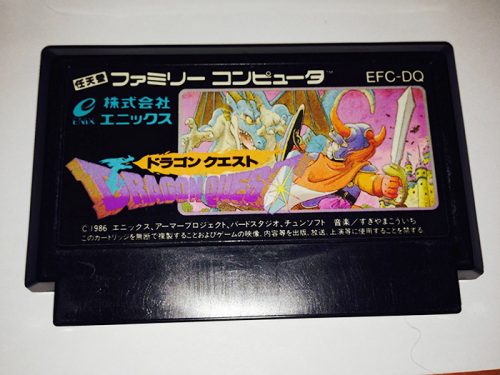 任天堂 ファミリー コンピュータ™ EFC-DQ
ENIX 株式会社
エニックス
ドラゴンクエスト
DRAGON QUEST
C 1986 エニックス、アーマープロジェクト、バードスタジオ、チュンソフト 音楽/すぎやまこういち
このカートリッジを無断で複製することおよびゲームの映像、内容等を出版、放送、上演等に使用することを禁する